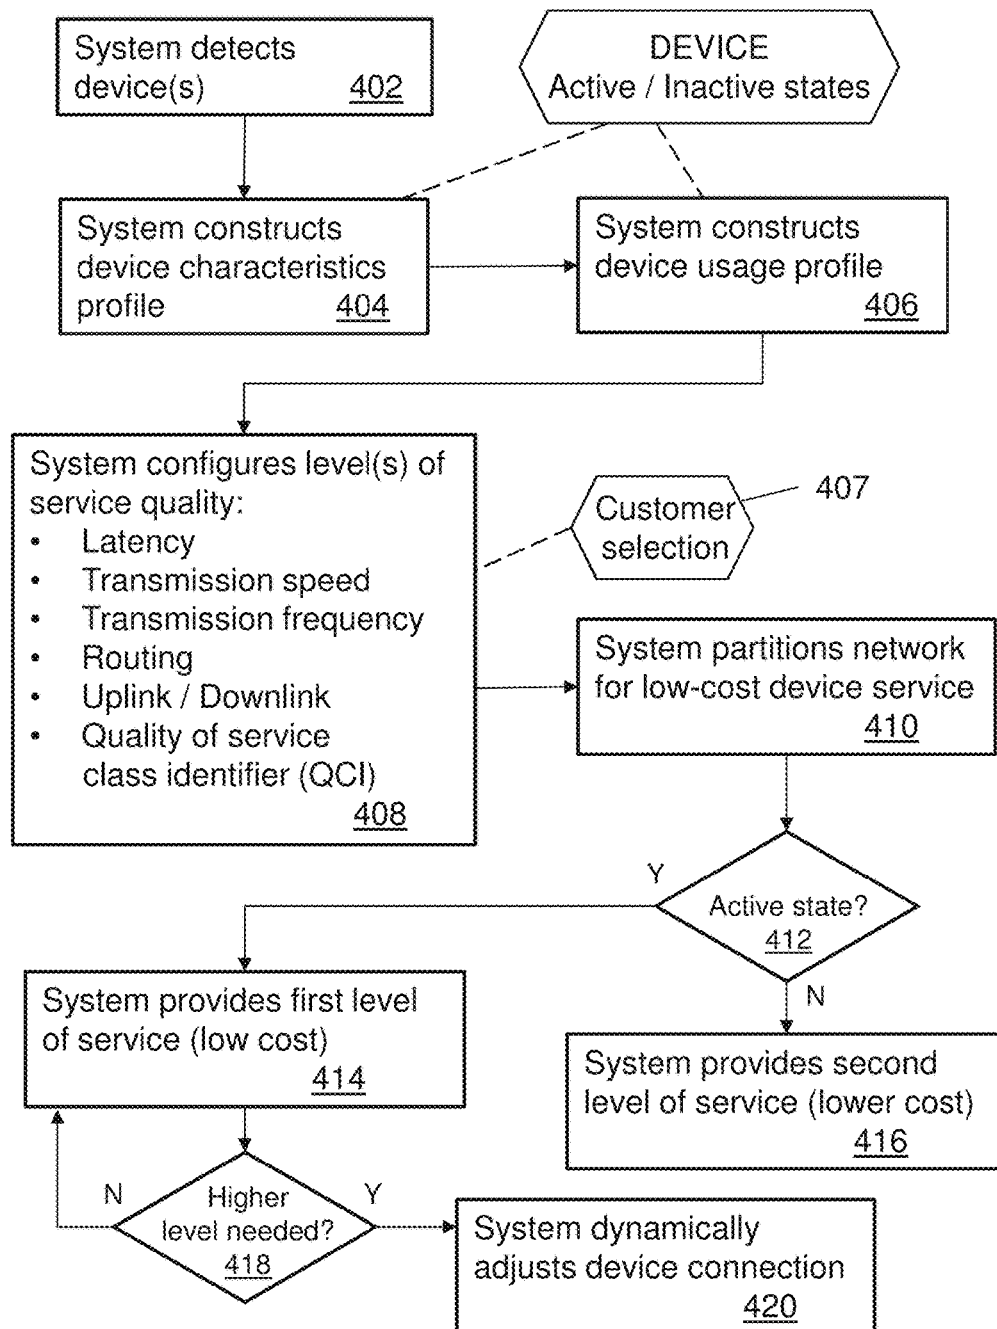 System detects
device(s)
402
DEVICE
Active / Inactive states
System constructs
device characteristics
profile
404
System constructs
device usage profile
406
System configures level(s) of
service quality:
• Latency
• Transmission speed
• Transmission frequency
• Routing
• Uplink / Downlink
• Quality of service
class identifier (QCI)
408
Customer
selection
407
System partitions network
for low-cost device service
410
Active state?
412
Y
N
System provides first level
of service (low cost)
414
System provides second
level of service (lower cost)
416
Higher
level needed?
418
N
Y
System dynamically
adjusts device connection
420